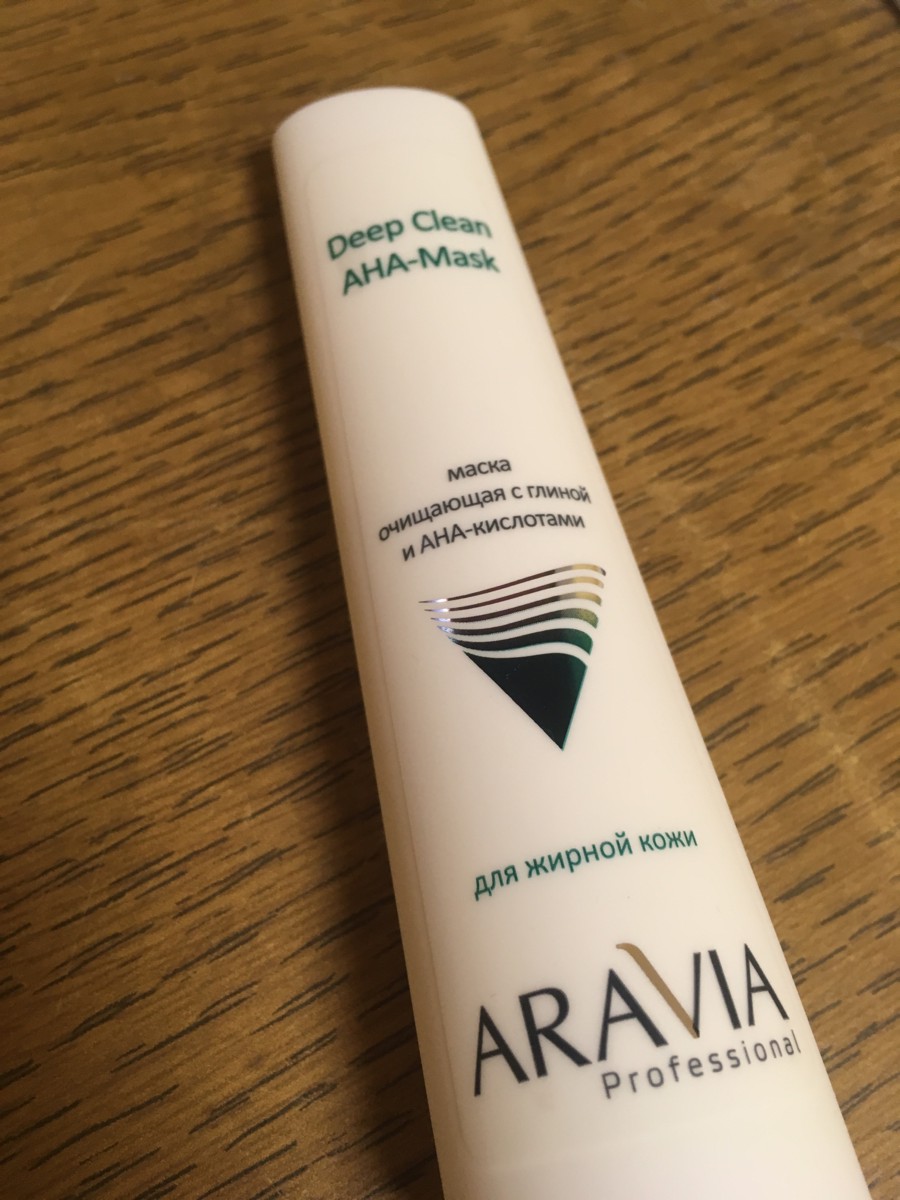 Deep Clean
AHA-Mask
маска
очищающая с глиной
и АНА-кислотами
для жирной кожи
ARAVIA
Professional